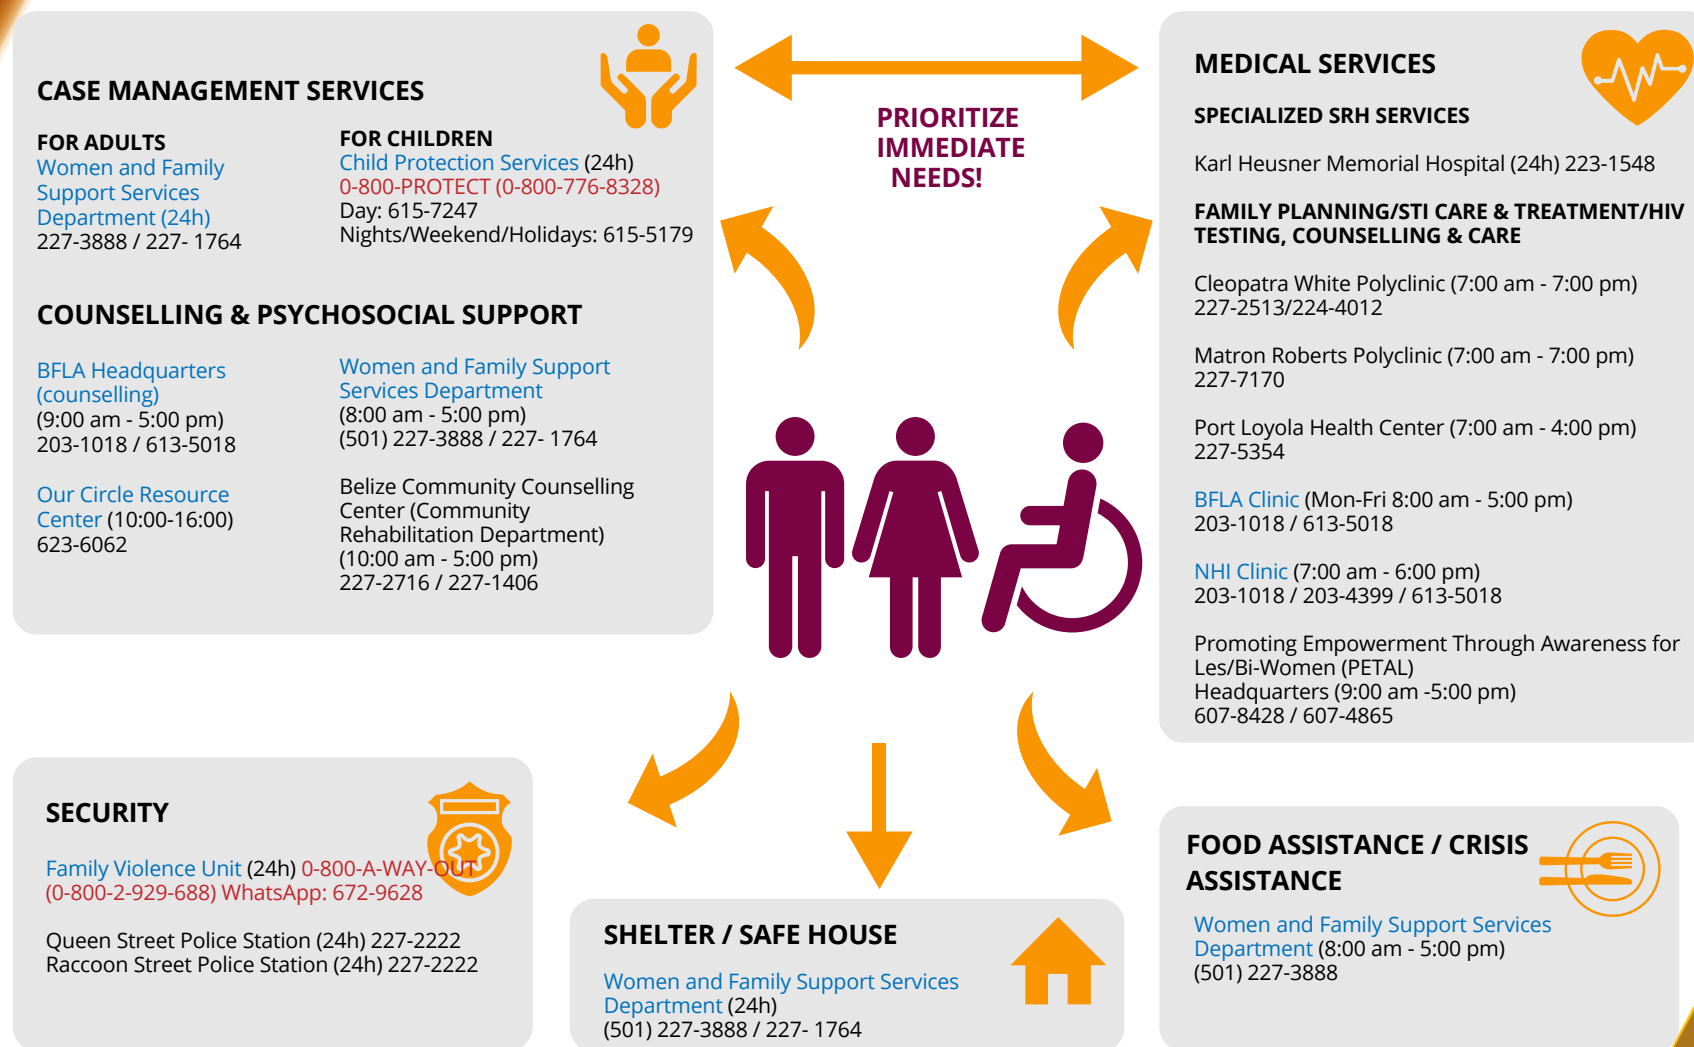 CASE MANAGEMENT SERVICES
FOR ADULTS
Women and Family
Support Services
Department (24h)
227-3888 / 227- 1764
FOR CHILDREN
Child Protection Services (24h)
0-800-PROTECT (0-800-776-8328)
Day: 615-7247
Nights/Weekend/Holidays: 615-5179
COUNSELLING & PSYCHOSOCIAL SUPPORT
BFLA Headquarters
(counselling)
(9:00 am - 5:00 pm)
203-1018 / 613-5018
Our Circle Resource
Center (10:00-16:00)
623-6062
Women and Family Support
Services Department
(8:00 am - 5:00 pm)
(501) 227-3888 / 227- 1764
Belize Community Counselling
Center (Community
Rehabilitation Department)
(10:00 am - 5:00 pm)
227-2716 / 227-1406
PRIORITIZE
IMMEDIATE
NEEDS!
MEDICAL SERVICES
SPECIALIZED SRH SERVICES
Karl Heusner Memorial Hospital (24h) 223-1548
FAMILY PLANNING/STI CARE & TREATMENT/HIV
TESTING, COUNSELLING & CARE
Cleopatra White Polyclinic (7:00 am - 7:00 pm)
227-2513/224-4012
Matron Roberts Polyclinic (7:00 am - 7:00 pm)
227-7170
Port Loyola Health Center (7:00 am - 4:00 pm)
227-5354
BFLA Clinic (Mon-Fri 8:00 am - 5:00 pm)
203-1018 / 613-5018
NHI Clinic (7:00 am - 6:00 pm)
203-1018 / 203-4399 / 613-5018
Promoting Empowerment Through Awareness for
Les/Bi-Women (PETAL)
Headquarters (9:00 am -5:00 pm)
607-8428 / 607-4865
SECURITY
Family Violence Unit (24h) 0-800-A-WAY-OUT
(0-800-2-929-688) WhatsApp: 672-9628
Queen Street Police Station (24h) 227-2222
Raccoon Street Police Station (24h) 227-2222
SHELTER / SAFE HOUSE
Women and Family Support Services
Department (24h)
(501) 227-3888 / 227- 1764
FOOD ASSISTANCE / CRISIS
ASSISTANCE
Women and Family Support Services
Department (8:00 am - 5:00 pm)
(501) 227-3888